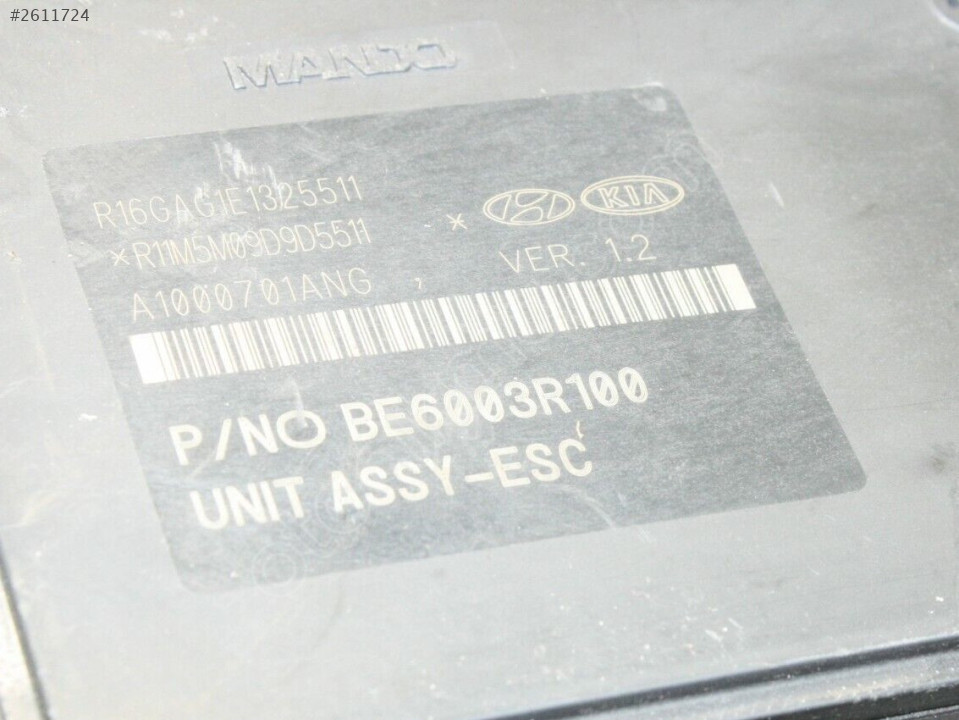 #2611724
MANDO
R16GAG1E1325511
*R11M5M09D9D5511 * KIA
A1000701ANG , VER. 1.2
P/NO BE6003R100
UNIT ASSY-ESC